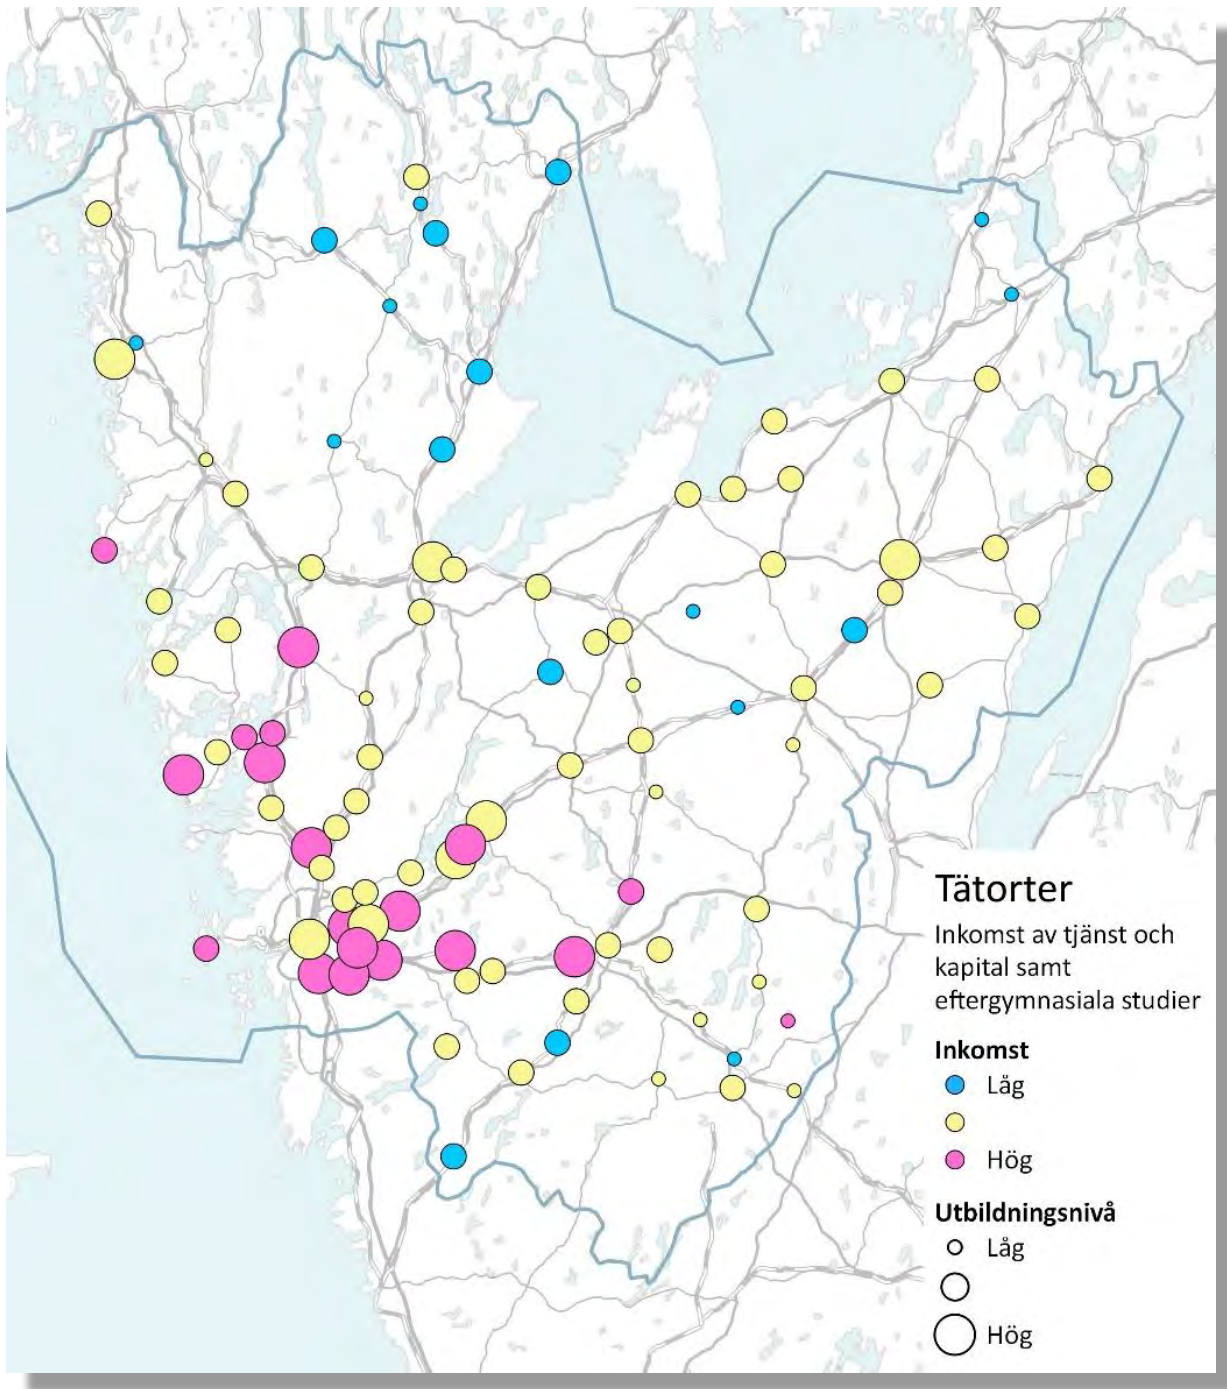 Tätorter
Inkomst av tjänst och
kapital samt
eftergymnasiala studier
Inkomst
Låg
Hög
Utbildningsnivå
Låg
Hög